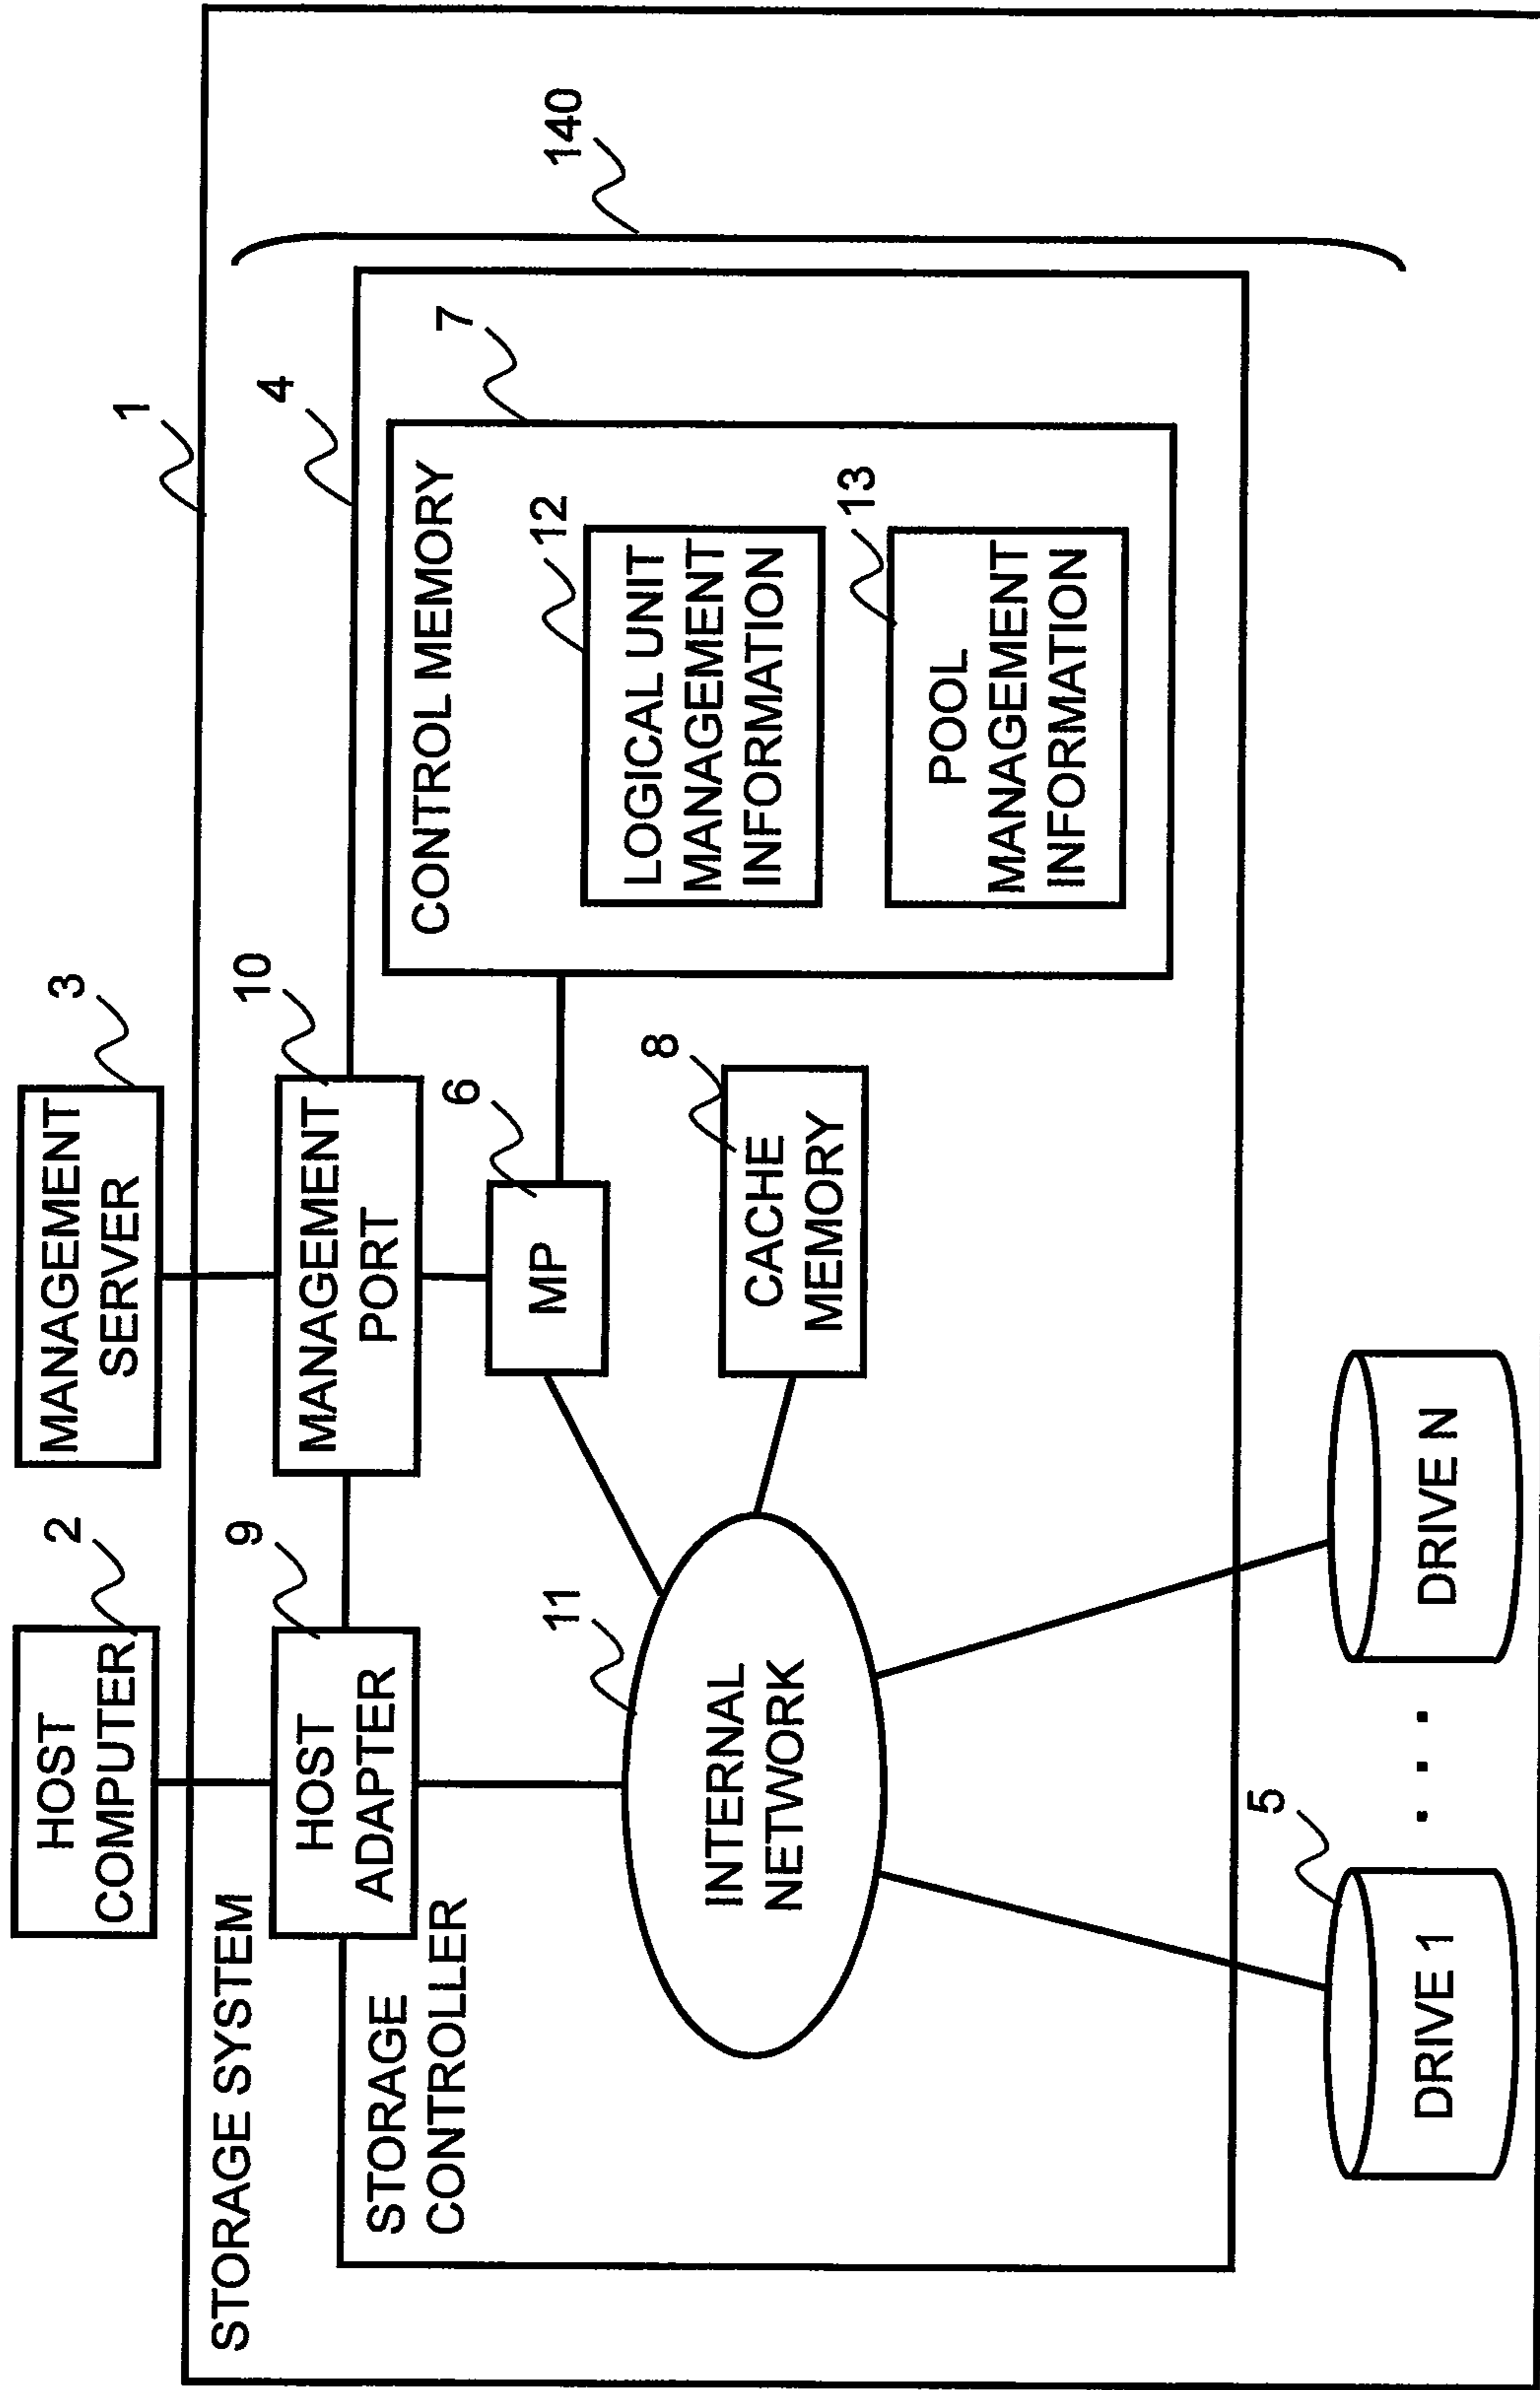 HOST
COMPUTER
2
MANAGEMENT
SERVER
3
1
STORAGE SYSTEM
HOST
ADAPTER
9
MANAGEMENT
PORT
10
4
140
STORAGE
CONTROLLER
MP
6
CONTROL MEMORY
7
INTERNAL
NETWORK
11
CACHE
MEMORY
8
LOGICAL UNIT
MANAGEMENT
INFORMATION
12
POOL
MANAGEMENT
INFORMATION
13
DRIVE 1
5
. . .
DRIVE N